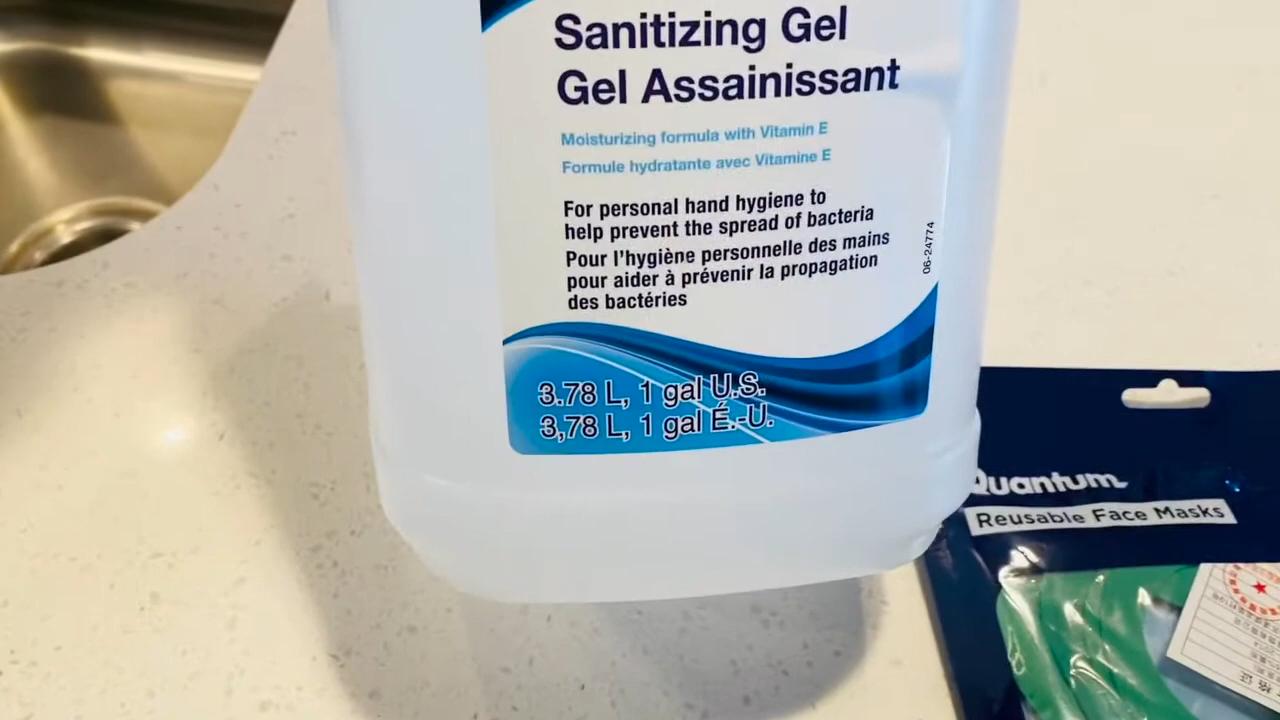 Sanitizing Gel
Gel Assainissant
Moisturizing formula with Vitamin E
Formule hydratante avec Vitamine E
For personal hand hygiene to
help prevent the spread of bacteria
Pour l'hygiène personnelle des mains
pour aider à prévenir la propagation
des bactéries
06-24774
3.78 L, 1 gal U.S.
3,78 L, 1 gal É.-U.
Quantum
Reusable Face Masks